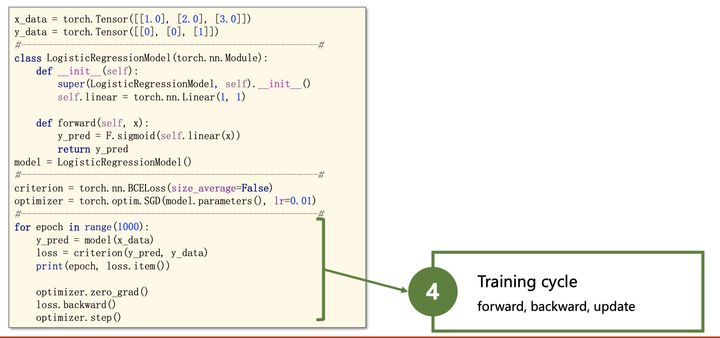 x_data = torch.Tensor([[1.0], [2.0], [3.0]])
y_data = torch.Tensor([[0], [0], [1]])
#-------------------------------------------------------#
class LogisticRegressionModel(torch.nn.Module):
    def __init__(self):
        super(LogisticRegressionModel, self).__init__()
        self.linear = torch.nn.Linear(1, 1)

    def forward(self, x):
        y_pred = F.sigmoid(self.linear(x))
        return y_pred
model = LogisticRegressionModel()
#-------------------------------------------------------#
criterion = torch.nn.BCELoss(size_average=False)
optimizer = torch.optim.SGD(model.parameters(), lr=0.01)
#-------------------------------------------------------#
for epoch in range(1000):
    y_pred = model(x_data)
    loss = criterion(y_pred, y_data)
    print(epoch, loss.item())

    optimizer.zero_grad()
    loss.backward()
    optimizer.step()
4
Training cycle
forward, backward, update